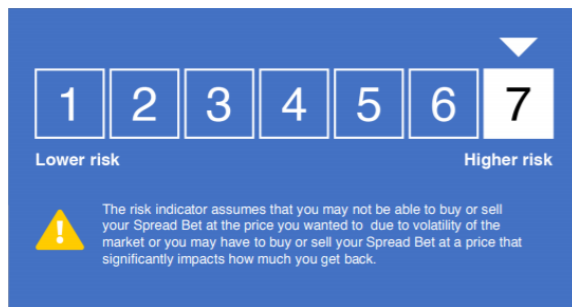 1 2 3 4 5 6 7
Lower risk Higher risk
The risk indicator assumes that you may not be able to buy or sell
your Spread Bet at the price you wanted to due to volatility of the
market or you may have to buy or sell your Spread Bet at a price that
significantly impacts how much you get back.